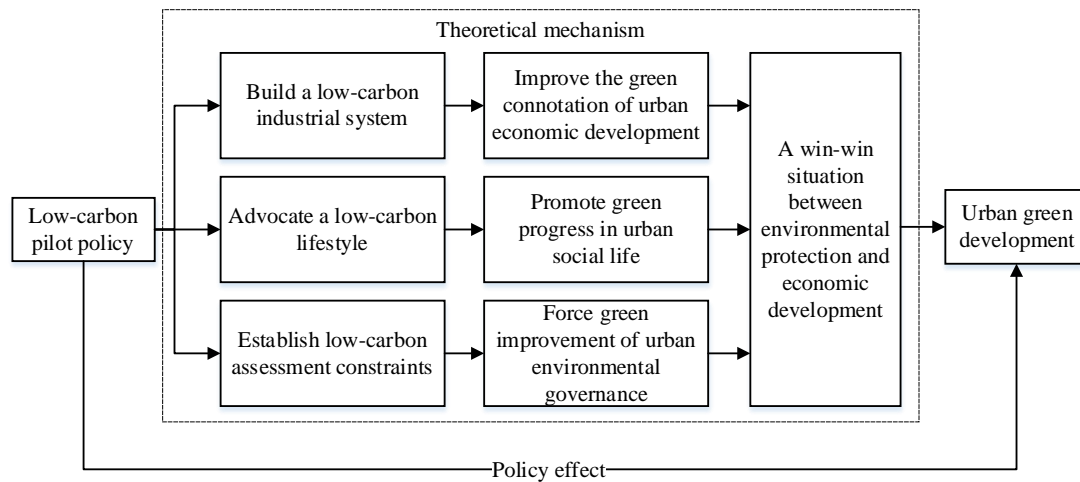 Theoretical mechanism
Low-carbon
pilot policy
Build a low-carbon
industrial system
Improve the green
connotation of urban
economic development
Advocate a low-carbon
lifestyle
Promote green
progress in urban
social life
Establish low-carbon
assessment constraints
Force green
improvement of urban
environmental
governance
A win-win
situation
between
environmental
protection and
economic
development
Urban green
development
Policy effect